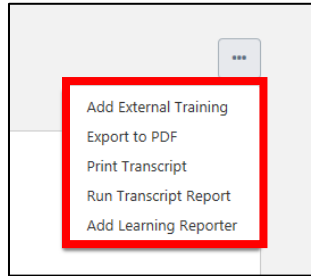 Add External Training
Export to PDF
Print Transcript
Run Transcript Report
Add Learning Reporter